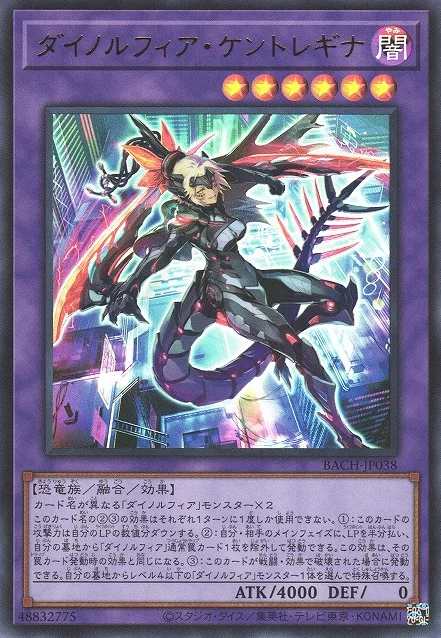 ダイノルフィア・ケントレギナ
闇
BACH-JP038
【恐竜族／融合／効果】
カード名が異なる「ダイノルフィア」モンスター×２
このカード名の②③の効果はそれぞれ１ターンに１度しか使用できない。①：このカードの
攻撃力は自分のLPの数値分ダウンする。②：自分・相手のメインフェイズに、LPを半分払い、
自分の墓地から「ダイノルフィア」通常罠カード１枚を除外して発動できる。この効果は、その
罠カード発動時の効果と同じになる。③：このカードが戦闘・効果で破壊された場合に発動
できる。自分の墓地からレベル４以下の「ダイノルフィア」モンスター１体を選んで特殊召喚する。
ATK/4000 DEF/ 0
48832775
©スタジオ・ダイス／集英社・テレビ東京・KONAMI